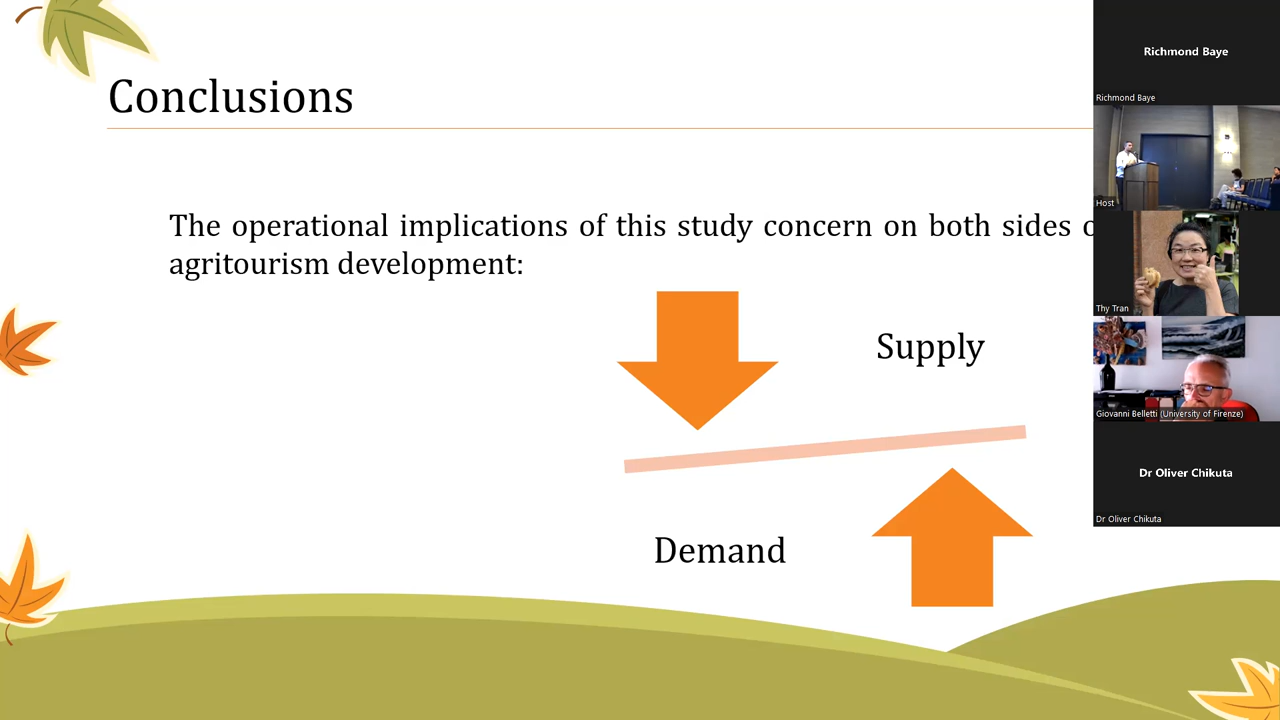 Conclusions
The operational implications of this study concern on both sides
agritourism development:
Supply
Demand
Richmond Baye
Richmond Baye
Host
Thy Tran
Giovanni Belletti (University of Firenze)
Dr Oliver Chikuta
Dr Oliver Chikuta